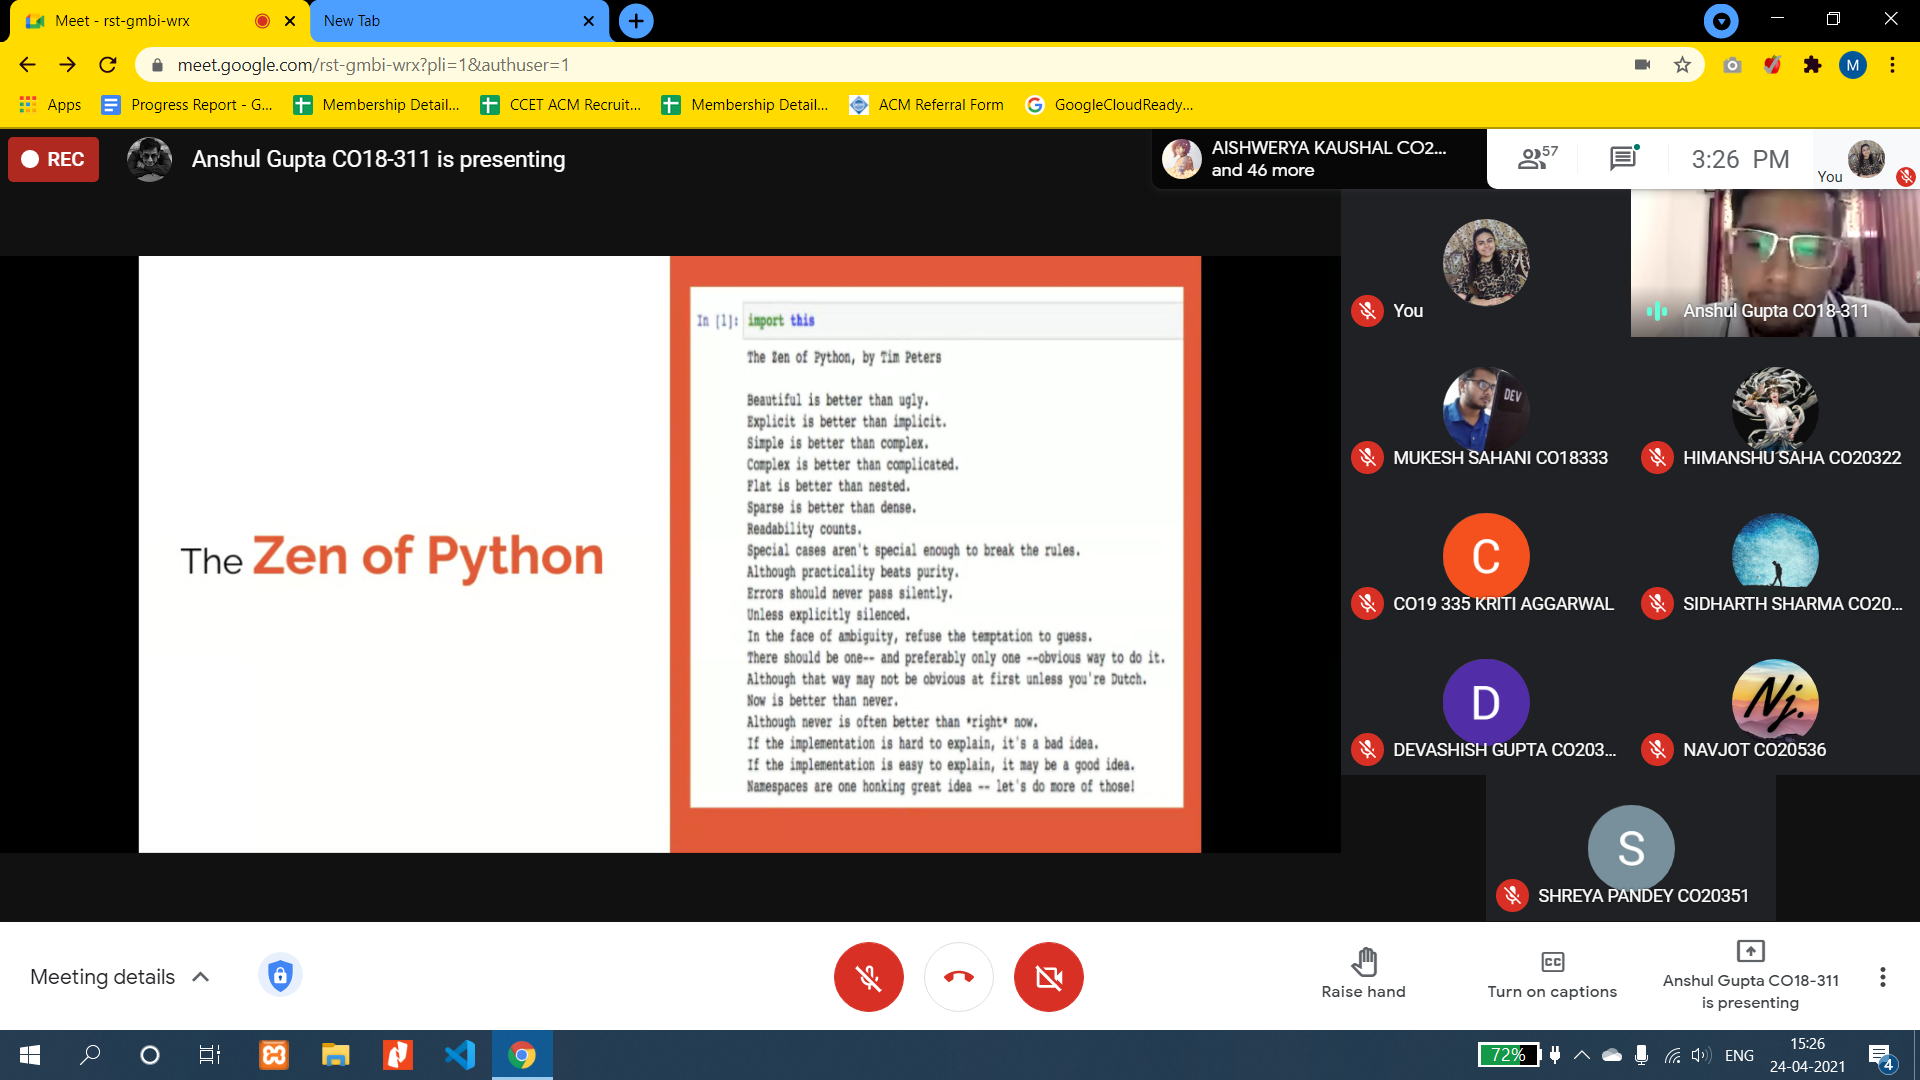 Meet - rst-gmbi-wrx
New Tab
meet.google.com/rst-gmbi-wrx?pli=1&authuser=1
M
Apps
Progress Report - G...
Membership Detail...
CCET ACM Recruit...
Membership Detail...
ACM Referral Form
GoogleCloudReady...
REC
Anshul Gupta CO18-311 is presenting
AISHWERYA KAUSHAL CO2...
and 46 more
57
3:26 PM
You
The Zen of Python
In [1]: import this
The Zen of Python, by Tim Peters
Beautiful is better than ugly.
Explicit is better than implicit.
Simple is better than complex.
Complex is better than complicated.
Flat is better than nested.
Sparse is better than dense.
Readability counts.
Special cases aren't special enough to break the rules.
Although practicality beats purity.
Errors should never pass silently.
Unless explicitly silenced.
In the face of ambiguity, refuse the temptation to guess.
There should be one-- and preferably only one --obvious way to do it.
Although that way may not be obvious at first unless you're Dutch.
Now is better than never.
Although never is often better than *right* now.
If the implementation is hard to explain, it's a bad idea.
If the implementation is easy to explain, it may be a good idea.
Namespaces are one honking great idea -- let's do more of those!
You
Anshul Gupta CO18-311
DEV
MUKESH SAHANI CO18333
HIMANSHU SAHA CO20322
C
CO19 335 KRITI AGGARWAL
SIDHARTH SHARMA CO20...
D
DEVASHISH GUPTA CO203...
Nj.
NAVJOT CO20536
S
SHREYA PANDEY CO20351
Meeting details
Raise hand
CC
Turn on captions
Anshul Gupta CO18-311
is presenting
72%
ENG
15:26
24-04-2021
4